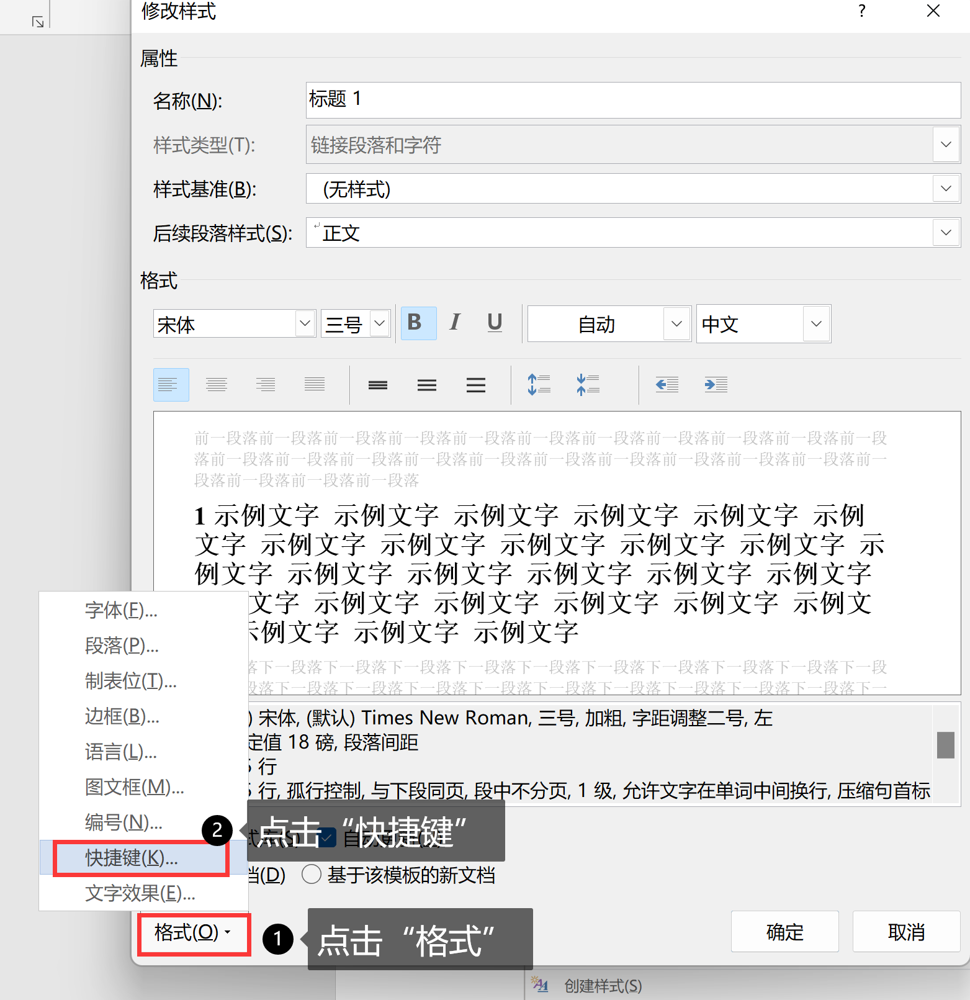 修改样式
?
属性
名称(N):
标题 1
样式类型(T):
链接段落和字符
样式基准(B):
(无样式)
后续段落样式(S):
正文
格式
宋体
三号
B
I
U
自动
中文
前一段落前一段落前一段落前一段落前一段落前一段落前一段落前一段落前一段落前一段落前一段
落前一段落前一段落前一段落前一段落前一段落前一段落前一段落前一段落前一段落前一段落前一
段落前一段落前一段落前一段落
1 示例文字 示例文字 示例文字 示例文字 示例文字 示例
文字 示例文字 示例文字 示例文字 示例文字 示例文字 示
例文字 示例文字 示例文字 示例文字 示例文字 示例文字
文字 示例文字 示例文字 示例文字 示例文字 示例文
例文字 示例文字 示例文字
落下一段落下一段落下一段落下一段落下一段落下一段落下一段落下一段落下一段落下一段
段落下一段落下一段落下一段落下一段落下一段落下一段落下一段落下一段落下一段落下一
) 宋体, (默认) Times New Roman, 三号, 加粗, 字距调整二号, 左
定值 18 磅, 段落间距
行
行, 孤行控制, 与下段同页, 段中不分页, 1 级, 允许文字在单词中间换行, 压缩句首标
字体(F)...
段落(P)...
制表位(T)...
边框(B)...
语言(L)...
图文框(M)...
编号(N)...
快捷键(K)...
文字效果(E)...
2
点击“快捷键”
档(D)
基于该模板的新文档
格式(O)
1
点击“格式”
确定
取消
创建样式(S)